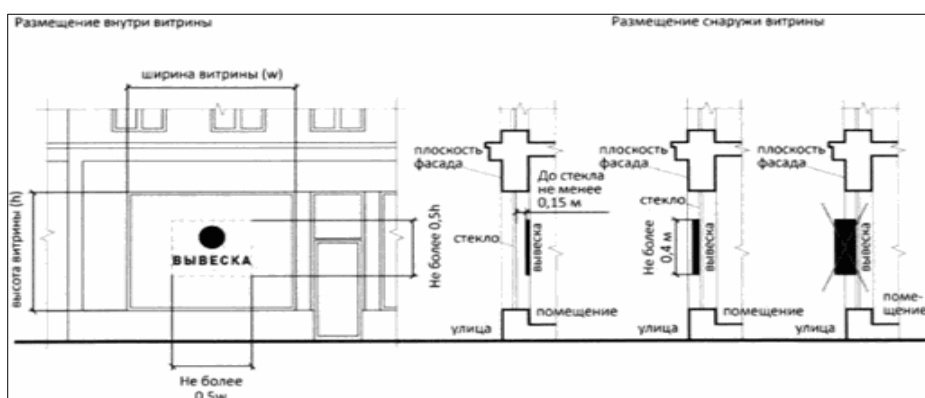 Размещение внутри витрины
Размещение снаружи витрины
ширина витрины (w)
высота витрины (h)
ВЫВЕСКА
Не более 0,5h
Не более
0,5w
плоскость
фасада
До стекла
не менее
0,15 м
стекло
вывеска
помещение
улица
плоскость
фасада
стекло
Не более
0,4 м
вывеска
помещение
улица
плоскость
фасада
вывеска
поме-
щение
улица